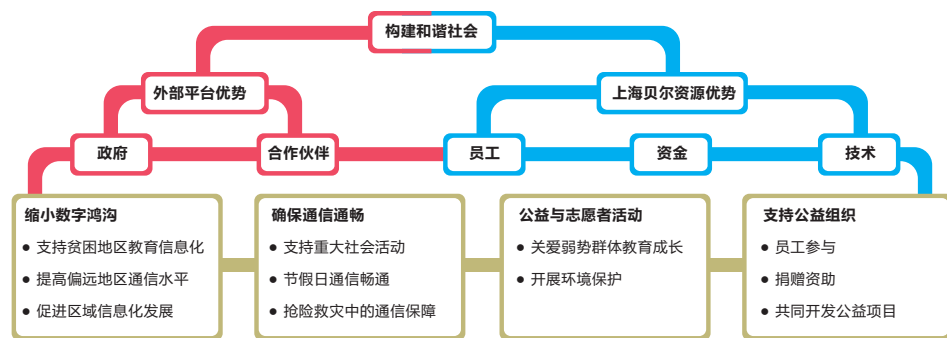 构建和谐社会
外部平台优势
上海贝尔资源优势
政府
合作伙伴
员工
资金
技术
缩小数字鸿沟
● 支持贫困地区教育信息化
● 提高偏远地区通信水平
● 促进区域信息化发展
确保通信通畅
● 支持重大社会活动
● 节假日通信畅通
● 抢险救灾中的通信保障
公益与志愿者活动
● 关爱弱势群体教育成长
● 开展环境保护
支持公益组织
● 员工参与
● 捐赠资助
● 共同开发公益项目